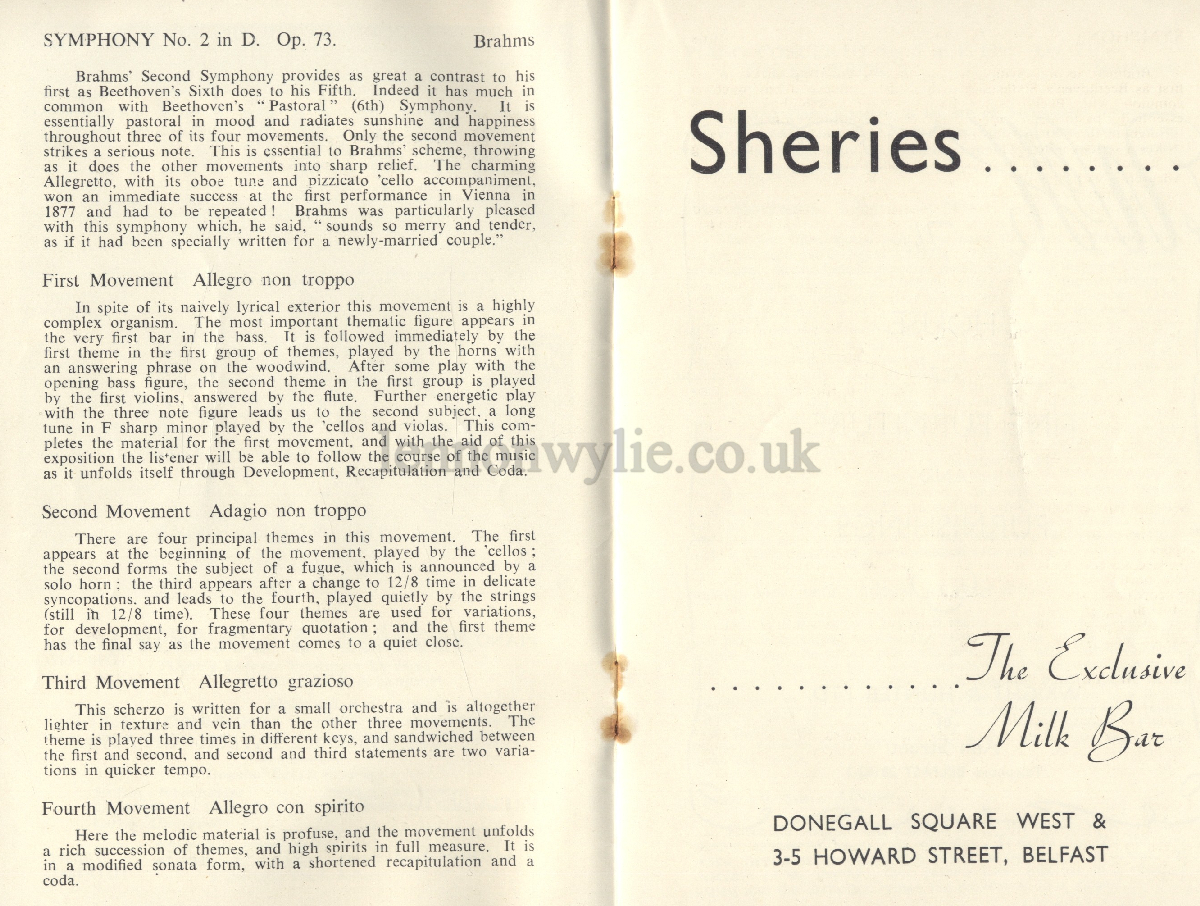 SYMPHONY No. 2 in D. Op. 73. Brahms
Brahms' Second Symphony provides as great a contrast to his
first as Beethoven's Sixth does to his Fifth. Indeed it has much in
common with Beethoven's "Pastoral" (6th) Symphony. It is
essentially pastoral in mood and radiates sunshine and happiness
throughout three of its four movements. Only the second movement
strikes a serious note. This is essential to Brahms' scheme, throwing
as it does the other movements into sharp relief. The charming
Allegretto, with its oboe tune and pizzicato 'cello accompaniment,
won an immediate success at the first performance in Vienna in
1877 and had to be repeated! Brahms was particularly pleased
with this symphony which, he said, "sounds so merry and tender,
as if it had been specially written for a newly-married couple."
First Movement Allegro non troppo
In spite of its naively lyrical exterior this movement is a highly
complex organism. The most important thematic figure appears in
the very first bar in the bass. It is followed immediately by the
first theme in the first group of themes, played by the horns with
an answering phrase on the woodwind. After some play with the
opening bass figure, the second theme in the first group is played
by the first violins, answered by the flute. Further energetic play
with the three note figure leads us to the second subject, a long
tune in F sharp minor played by the 'cellos and violas. This com-
pletes the material for the first movement, and with the aid of this
exposition the listener will be able to follow the course of the music
as it unfolds itself through Development, Recapitulation and Coda.
Second Movement Adagio non troppo
There are four principal themes in this movement. The first
appears at the beginning of the movement, played by the 'cellos;
the second forms the subject of a fugue, which is announced by a
solo horn; the third appears after a change to 12/8 time in delicate
syncopations, and leads to the fourth, played quietly by the strings
(still in 12/8 time). These four themes are used for variations,
for development, for fragmentary quotation; and the first theme
has the final say as the movement comes to a quiet close.
Third Movement Allegretto grazioso
This scherzo is written for a small orchestra and is altogether
lighter in texture and vein than the other three movements. The
theme is played three times in different keys, and sandwiched between
the first and second, and second and third statements are two varia-
tions in quicker tempo.
Fourth Movement Allegro con spirito
Here the melodic material is profuse, and the movement unfolds
a rich succession of themes, and high spirits in full measure. It is
in a modified sonata form, with a shortened recapitulation and a
coda.
lennonwylie.co.uk
Sheries ........
............. The Exclusive
Milk Bar
DONEGALL SQUARE WEST &
3-5 HOWARD STREET, BELFAST